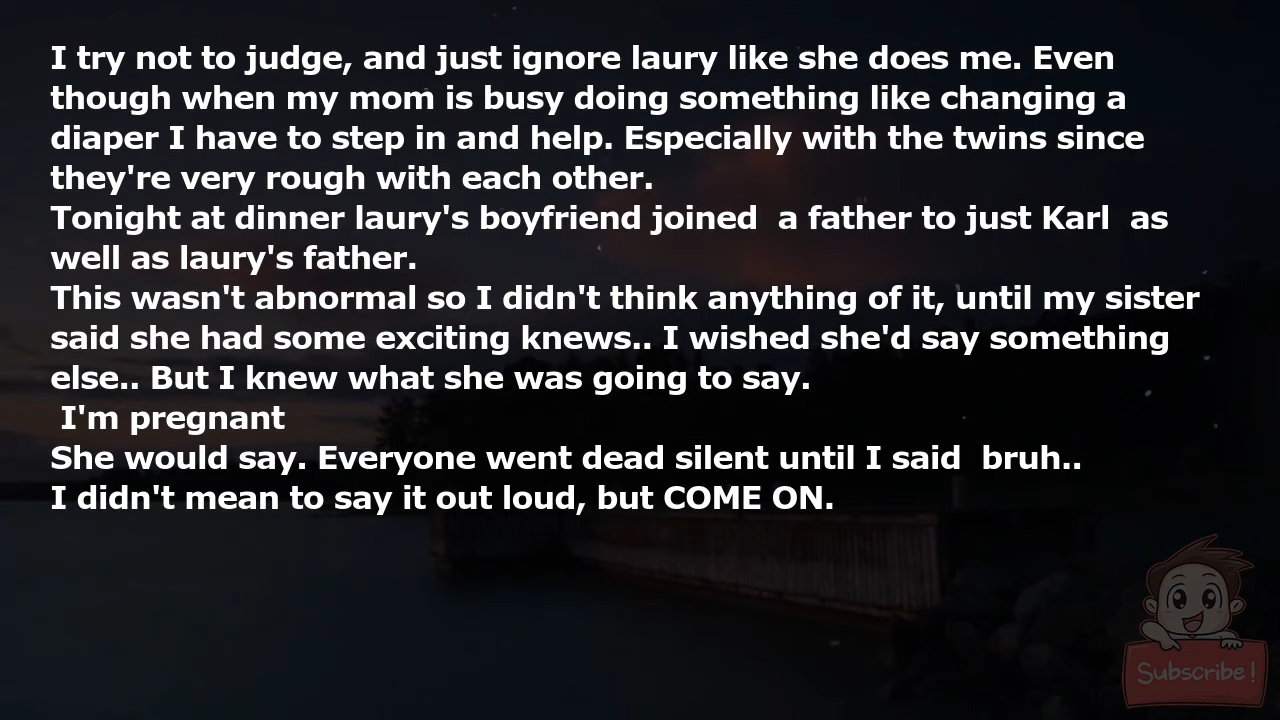 I try not to judge, and just ignore laury like she does me. Even
though when my mom is busy doing something like changing a
diaper I have to step in and help. Especially with the twins since
they're very rough with each other.
Tonight at dinner laury's boyfriend joined  a father to just Karl  as
well as laury's father.
This wasn't abnormal so I didn't think anything of it, until my sister
said she had some exciting knews.. I wished she'd say something
else.. But I knew what she was going to say.
I'm pregnant
She would say. Everyone went dead silent until I said  bruh..
I didn't mean to say it out loud, but COME ON.
Subscribe!